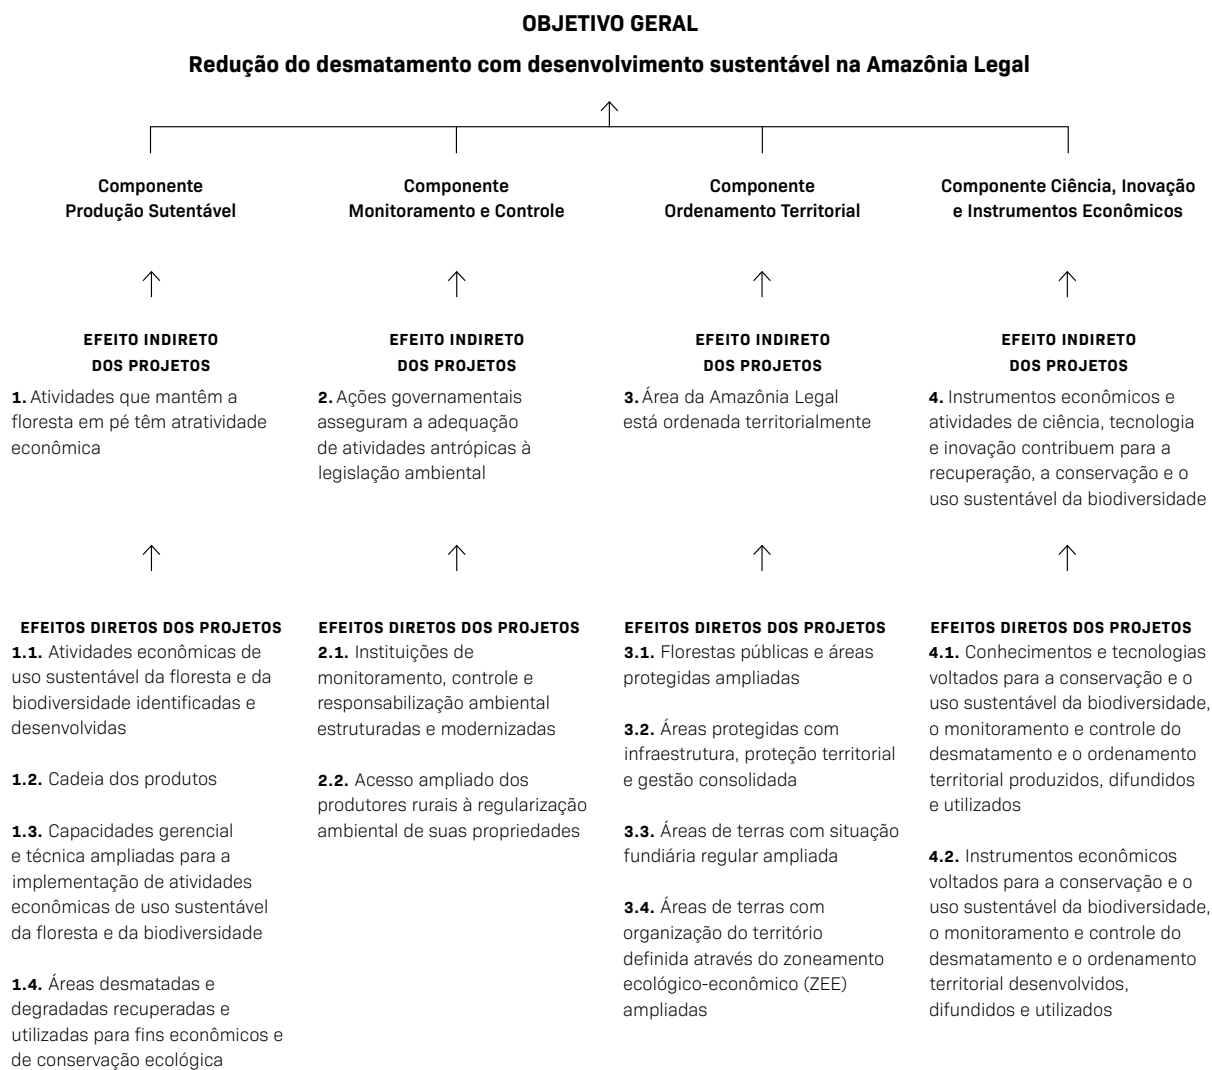 OBJETIVO GERAL
Redução do desmatamento com desenvolvimento sustentável na Amazônia Legal
Componente
Produção Sutentável
Componente
Monitoramento e Controle
Componente
Ordenamento Territorial
Componente Ciência, Inovação
e Instrumentos Econômicos
EFEITO INDIRETO
DOS PROJETOS
1. Atividades que mantêm a
floresta em pé têm atratividade
econômica
EFEITO INDIRETO
DOS PROJETOS
2. Ações governamentais
asseguram a adequação
de atividades antrópicas à
legislação ambiental
EFEITO INDIRETO
DOS PROJETOS
3. Área da Amazônia Legal
está ordenada territorialmente
EFEITO INDIRETO
DOS PROJETOS
4. Instrumentos econômicos e
atividades de ciência, tecnologia
e inovação contribuem para a
recuperação, a conservação e o
uso sustentável da biodiversidade
EFEITOS DIRETOS DOS PROJETOS
1.1. Atividades econômicas de
uso sustentável da floresta e da
biodiversidade identificadas e
desenvolvidas
1.2. Cadeia dos produtos
1.3. Capacidades gerencial
e técnica ampliadas para a
implementação de atividades
econômicas de uso sustentável
da floresta e da biodiversidade
1.4. Áreas desmatadas e
degradadas recuperadas e
utilizadas para fins econômicos e
de conservação ecológica
EFEITOS DIRETOS DOS PROJETOS
2.1. Instituições de
monitoramento, controle e
responsabilização ambiental
estruturadas e modernizadas
2.2. Acesso ampliado dos
produtores rurais à regularização
ambiental de suas propriedades
EFEITOS DIRETOS DOS PROJETOS
3.1. Florestas públicas e áreas
protegidas ampliadas
3.2. Áreas protegidas com
infraestrutura, proteção territorial
e gestão consolidada
3.3. Áreas de terras com situação
fundiária regular ampliada
3.4. Áreas de terras com
organização do território
definida através do zoneamento
ecológico-econômico (ZEE)
ampliadas
EFEITOS DIRETOS DOS PROJETOS
4.1. Conhecimentos e tecnologias
voltados para a conservação e o
uso sustentável da biodiversidade,
o monitoramento e controle do
desmatamento e o ordenamento
territorial produzidos, difundidos
e utilizados
4.2. Instrumentos econômicos
voltados para a conservação e o
uso sustentável da biodiversidade,
o monitoramento e controle do
desmatamento e o ordenamento
territorial desenvolvidos,
difundidos e utilizados